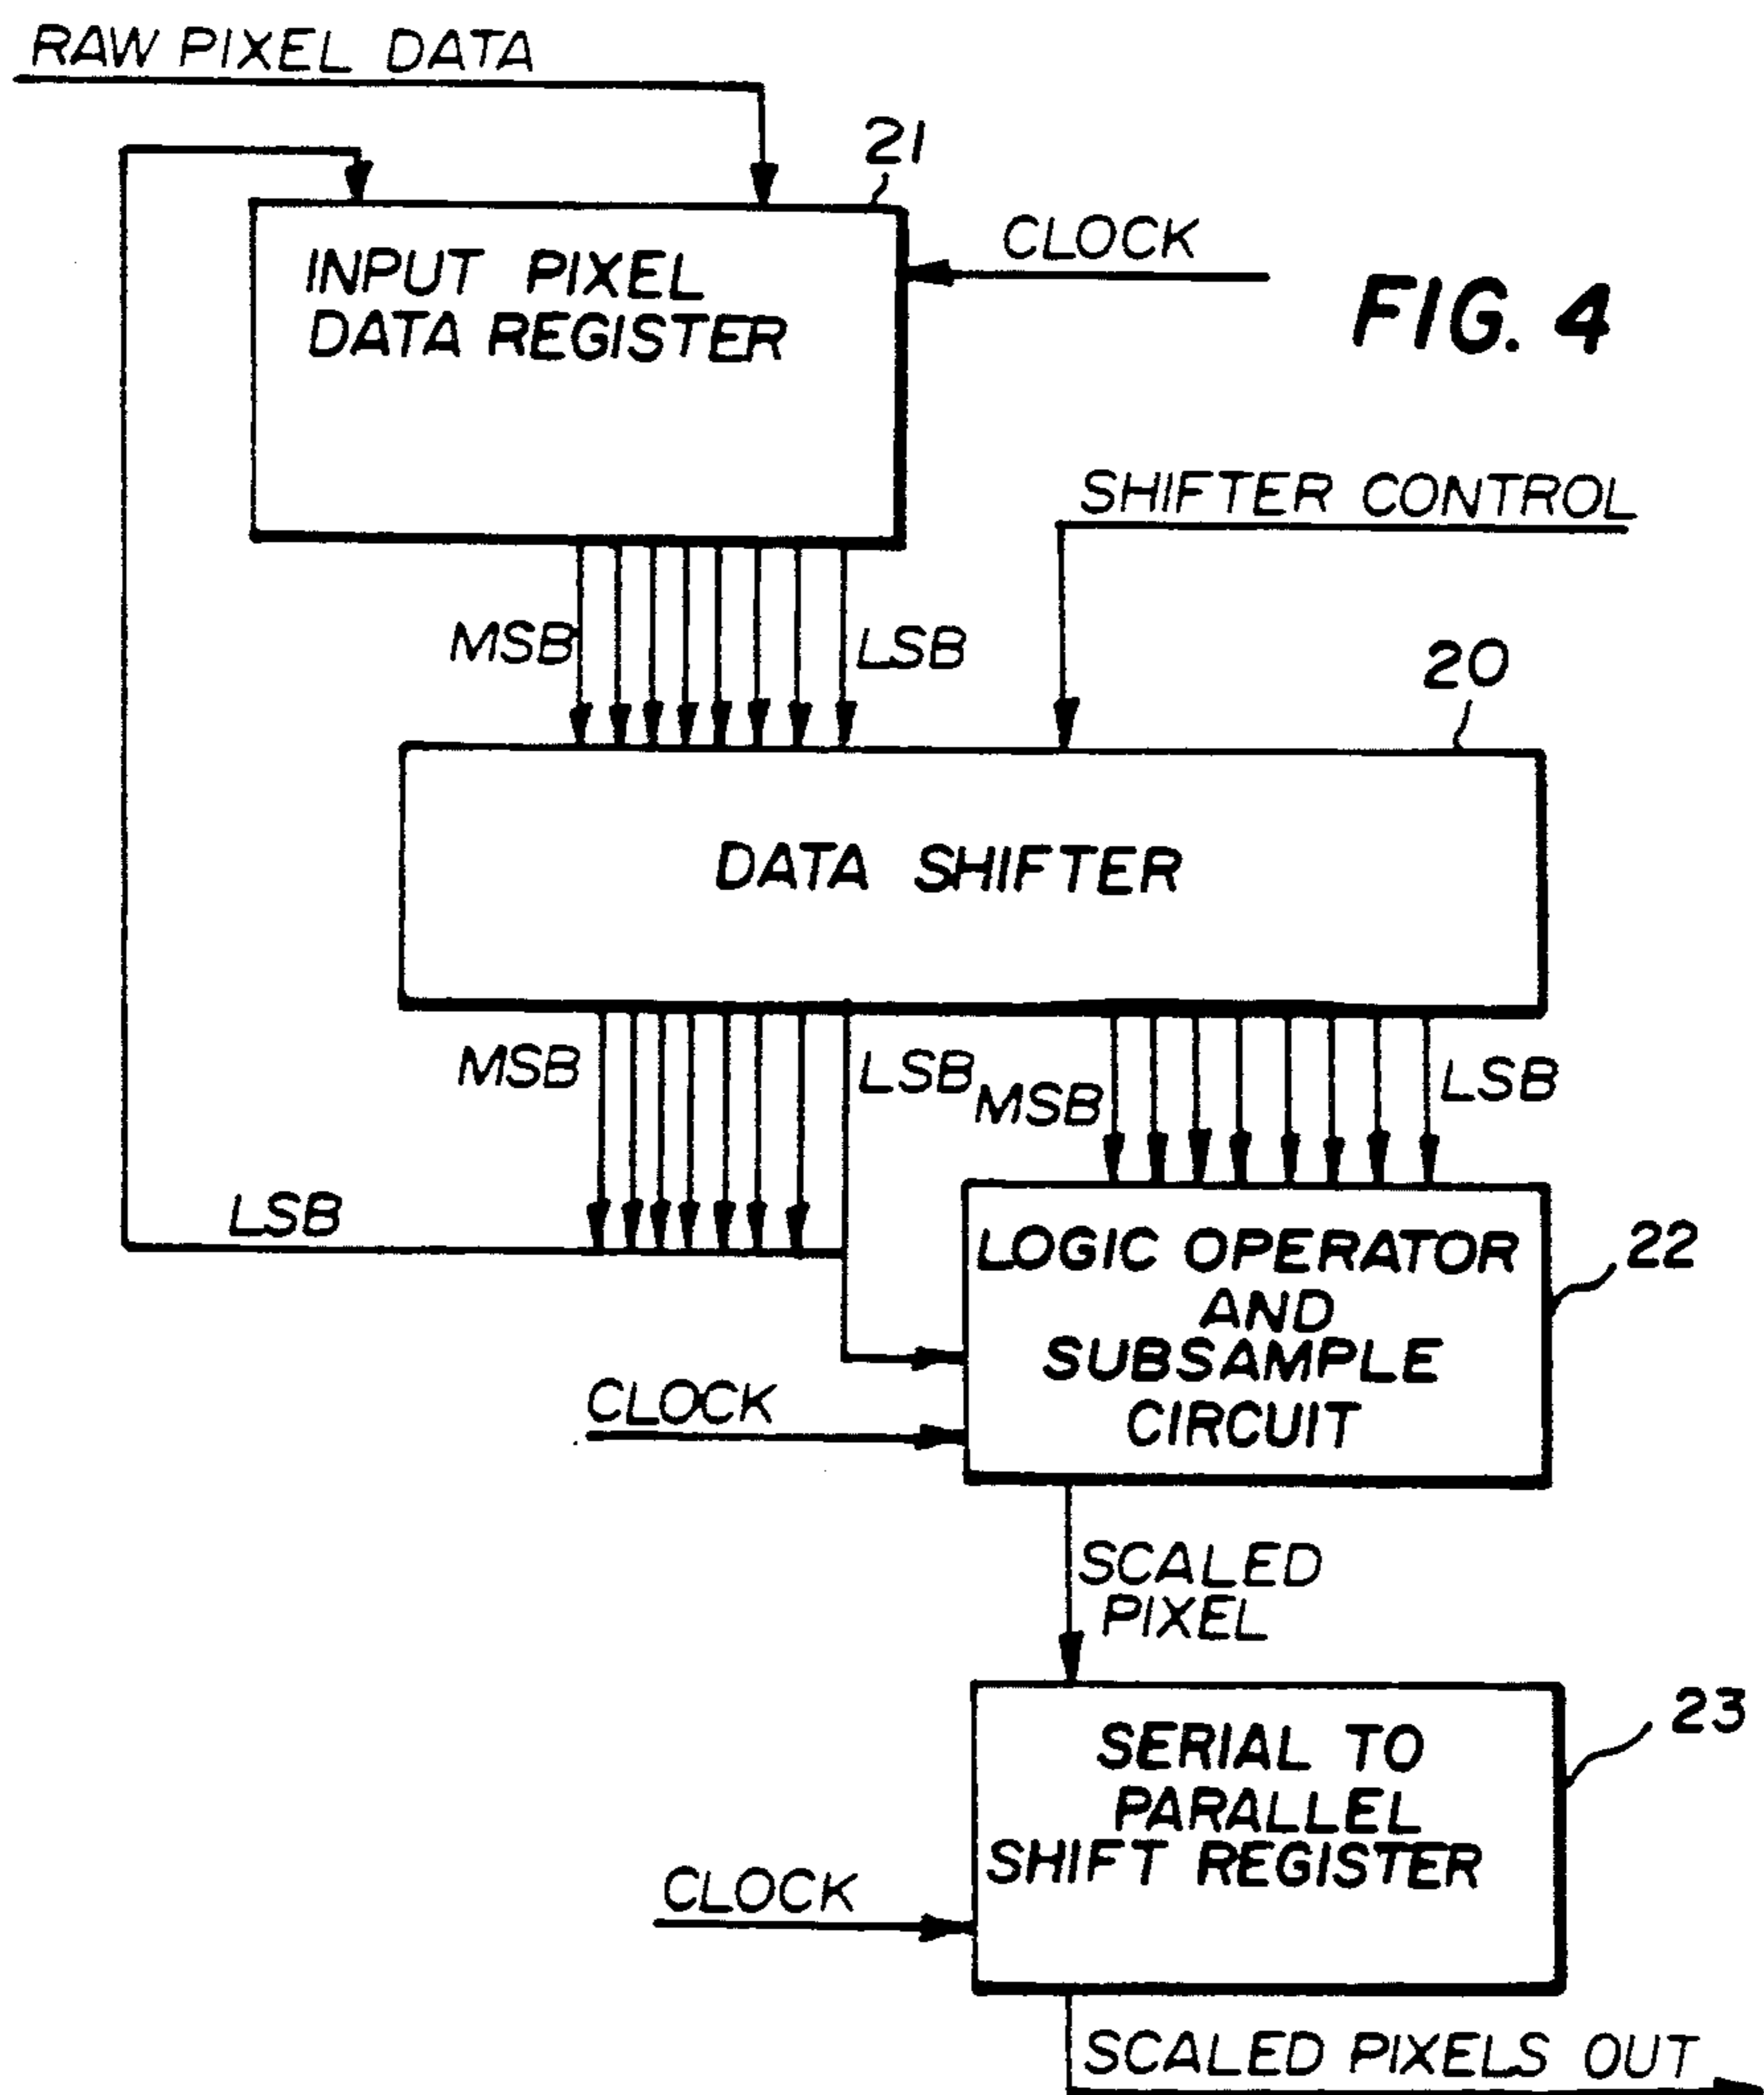 RAW PIXEL DATA
21
INPUT PIXEL
DATA REGISTER
CLOCK
FIG. 4
SHIFTER CONTROL
MSB
LSB
20
DATA SHIFTER
MSB
LSB
MSB
LSB
LSB
LOGIC OPERATOR
AND
SUBSAMPLE
CIRCUIT
22
CLOCK
SCALED
PIXEL
SERIAL TO
PARALLEL
SHIFT REGISTER
23
CLOCK
SCALED PIXELS OUT